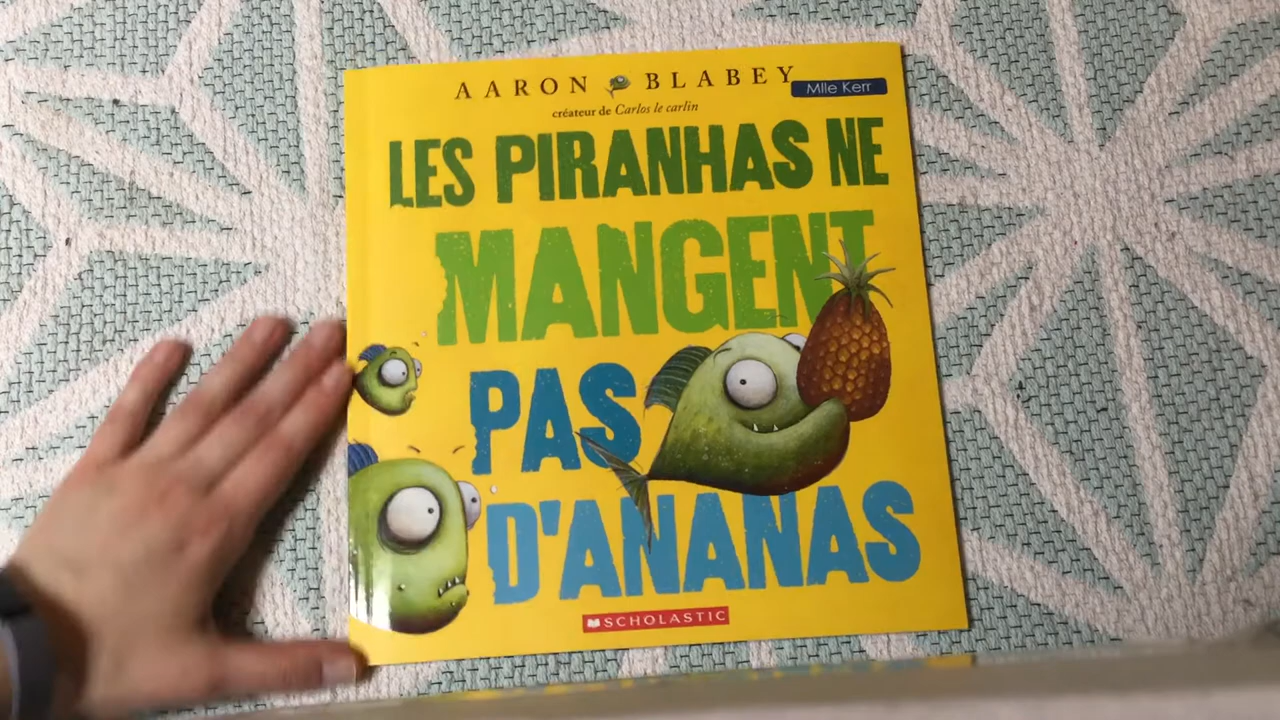 AARON BLABEY
Mlle Kerr
créateur de Carlos le carlin
LES PIRANHAS NE
MANGENT
PAS
D'ANANAS
SCHOLASTIC